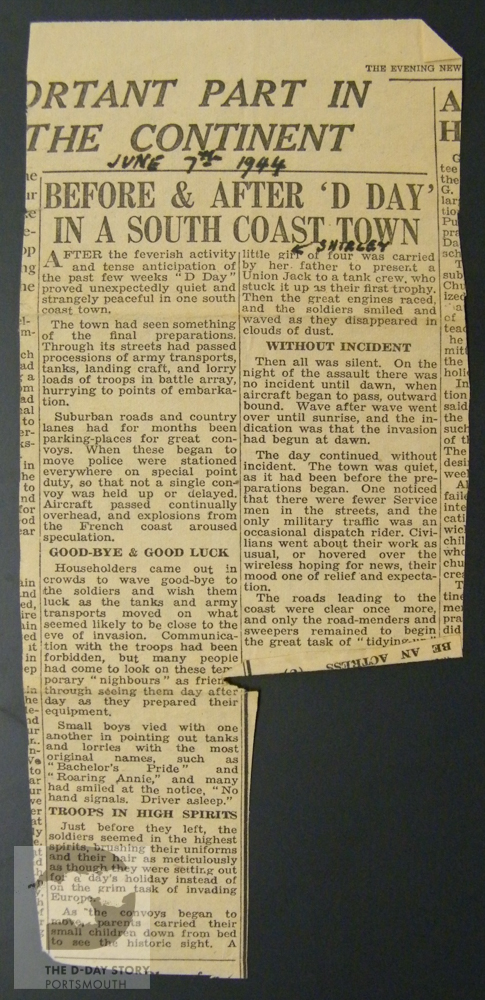 THE EVENING NEW
ORTANT PART IN
THE CONTINENT
JUNE 7TH 1944
BEFORE & AFTER 'D DAY'
IN A SOUTH COAST TOWN
AFTER the feverish activity
and tense anticipation of
the past few weeks "D Day"
proved unexpectedly quiet and
strangely peaceful in one south
coast town.
The town had seen something
of the final preparations.
Through its streets had passed
processions of army transports,
tanks, landing craft, and lorry
loads of troops in battle array,
hurrying to points of embarka-
tion.
Suburban roads and country
lanes had for months been
parking-places for great con-
voys. When these began to
move police were stationed
everywhere on special point
duty, so that not a single con-
voy was held up or delayed.
Aircraft passed continually
overhead, and explosions from
the French coast aroused
speculation.
GOOD-BYE & GOOD LUCK
Householders came out in
crowds to wave good-bye to
the soldiers and wish them
luck as the tanks and army
transports moved on what
seemed likely to be close to the
eve of invasion. Communica-
tion with the troops had been
forbidden, but many people
had come to look on these tem-
porary "nighbours" as frien
through seeing them day after
day as they prepared their
equipment.
Small boys vied with one
another in pointing out tanks
and lorries with the most
original names, such as
"Bachelor's Pride" and
"Roaring Annie," and many
had smiled at the notice, "No
hand signals. Driver asleep."
TROOPS IN HIGH SPIRITS
Just before they left, the
soldiers seemed in the highest
spirits, brushing their uniforms
and their hair as meticulously
as though they were setting out
for a day's holiday instead of
on the grim task of invading
Europe.
As the convoys began to
move, parents carried their
small children down from bed
to see the historic sight. A
SHIRLEY
little girl of four was carried
by her father to present a
Union Jack to a tank crew, who
stuck it up as their first trophy.
Then the great engines raced,
and the soldiers smiled and
waved as they disappeared in
clouds of dust.
WITHOUT INCIDENT
Then all was silent. On the
night of the assault there was
no incident until dawn, when
aircraft began to pass, outward
bound. Wave after wave went
over until sunrise, and the in-
dication was that the invasion
had begun at dawn.
The day continued without
incident. The town was quiet,
as it had been before the pre-
parations began. One noticed
that there were fewer Service
men in the streets, and the
only military traffic was an
occasional dispatch rider. Civi-
lians went about their work as
usual, or hovered over the
wireless hoping for news, their
mood one of relief and expecta-
tion.
The roads leading to the
coast were clear once more,
and only the road-menders and
sweepers remained to begin
the great task of "tidying
BE AN ACTRESS
THE D-DAY STORY
PORTSMOUTH